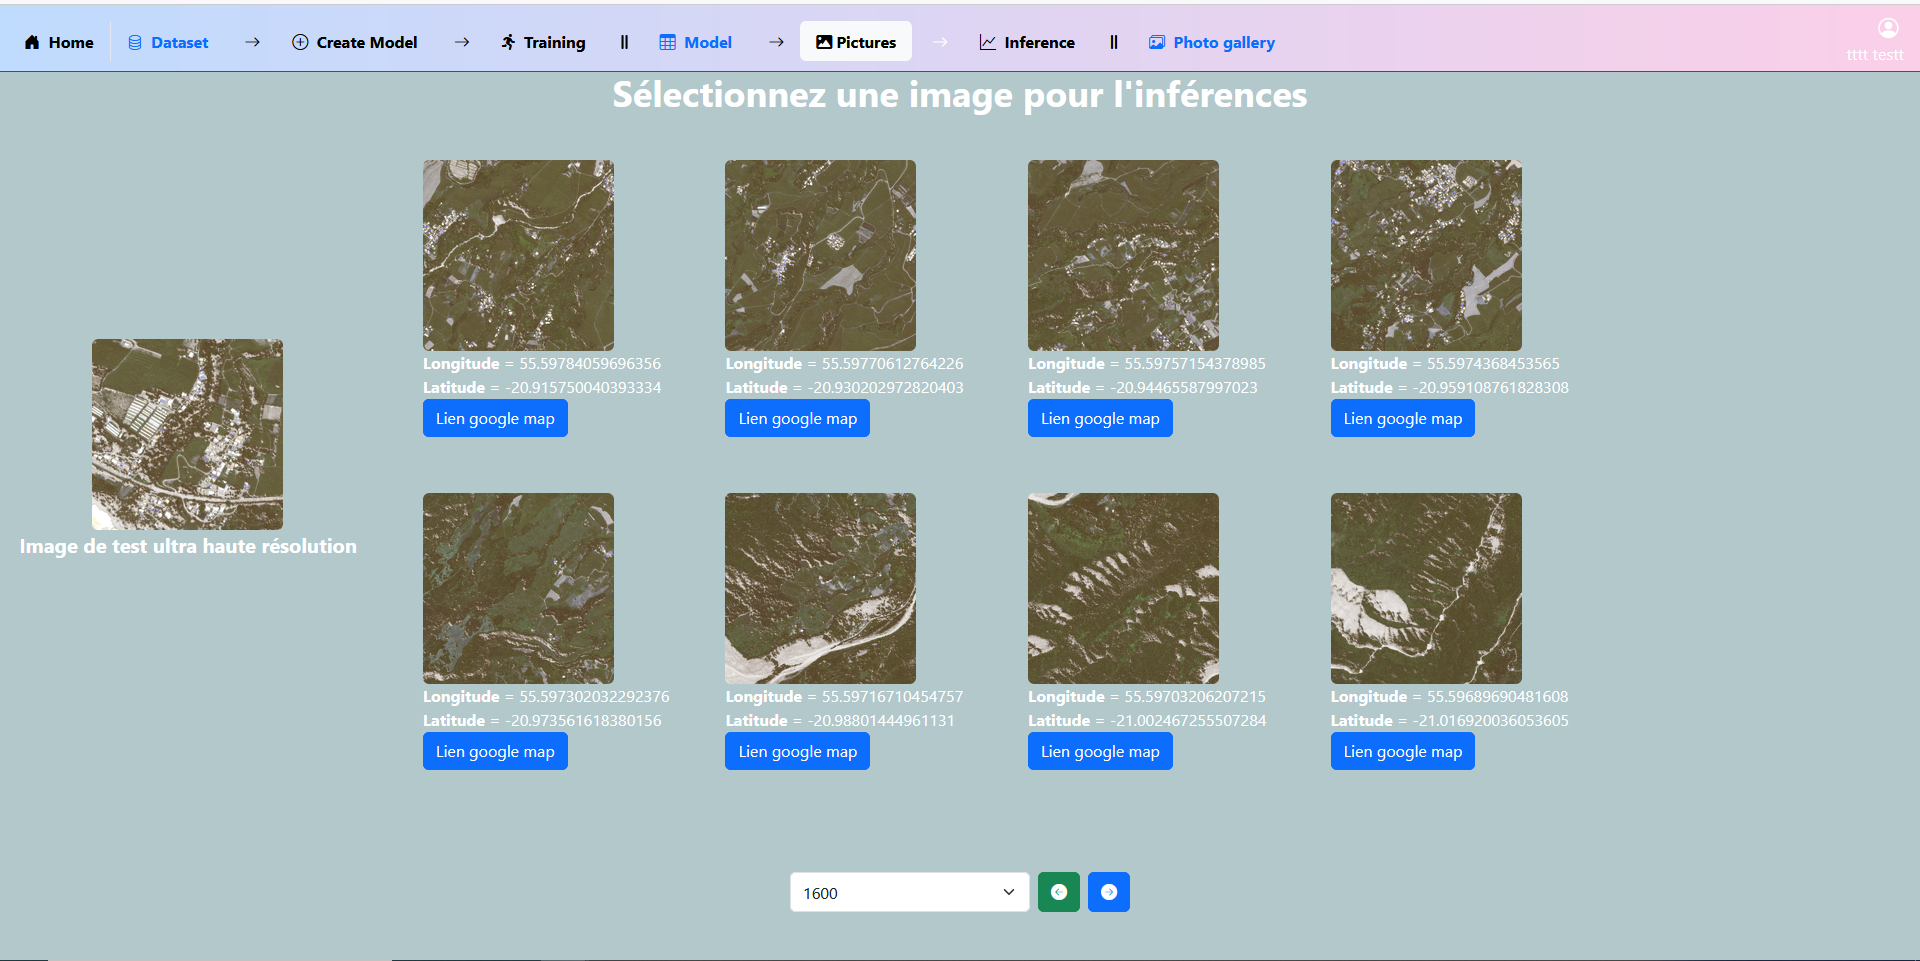 Home Dataset → Create Model → Training || Model → Pictures → Inference || Photo gallery
tttt testt
Sélectionnez une image pour l'inférences
Longitude = 55.59784059696356
Latitude = -20.915750040393334
Lien google map
Longitude = 55.59770612764226
Latitude = -20.930202972820403
Lien google map
Longitude = 55.59757154378985
Latitude = -20.94465587997023
Lien google map
Longitude = 55.5974368453565
Latitude = -20.959108761828308
Lien google map
Image de test ultra haute résolution
Longitude = 55.597302032292376
Latitude = -20.973561618380156
Lien google map
Longitude = 55.59716710454757
Latitude = -20.98801444961131
Lien google map
Longitude = 55.59703206207215
Latitude = -21.002467255507284
Lien google map
Longitude = 55.59689690481608
Latitude = -21.016920036053605
Lien google map
1600